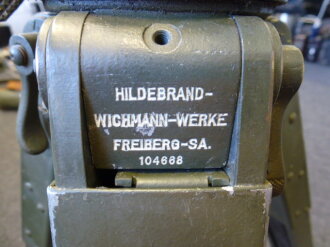 HILDEBRAND-
WICHMANN-WERKE
FREIBERG-SA.
104668